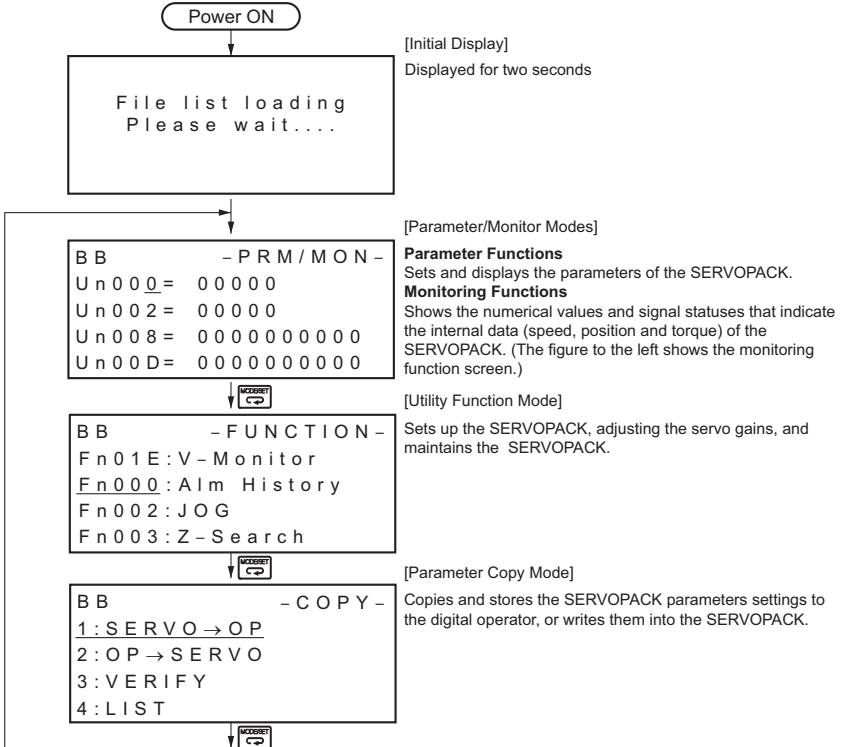 Power ON
[Initial Display]
Displayed for two seconds
File list loading
Please wait....
[Parameter/Monitor Modes]
BB –PRM/MON–
Un000= 00000
Un002= 00000
Un008= 0000000000
Un00D= 0000000000
Parameter Functions
Sets and displays the parameters of the SERVOPACK.
Monitoring Functions
Shows the numerical values and signal statuses that indicate
the internal data (speed, position and torque) of the
SERVOPACK. (The figure to the left shows the monitoring
function screen.)
MODE/SET
[Utility Function Mode]
BB –FUNCTION–
Fn01E:V–Monitor
Fn000:Alm History
Fn002:JOG
Fn003:Z–Search
Sets up the SERVOPACK, adjusting the servo gains, and
maintains the SERVOPACK.
MODE/SET
[Parameter Copy Mode]
BB –COPY–
1:SERVO→OP
2:OP→SERVO
3:VERIFY
4:LIST
Copies and stores the SERVOPACK parameters settings to
the digital operator, or writes them into the SERVOPACK.
MODE/SET